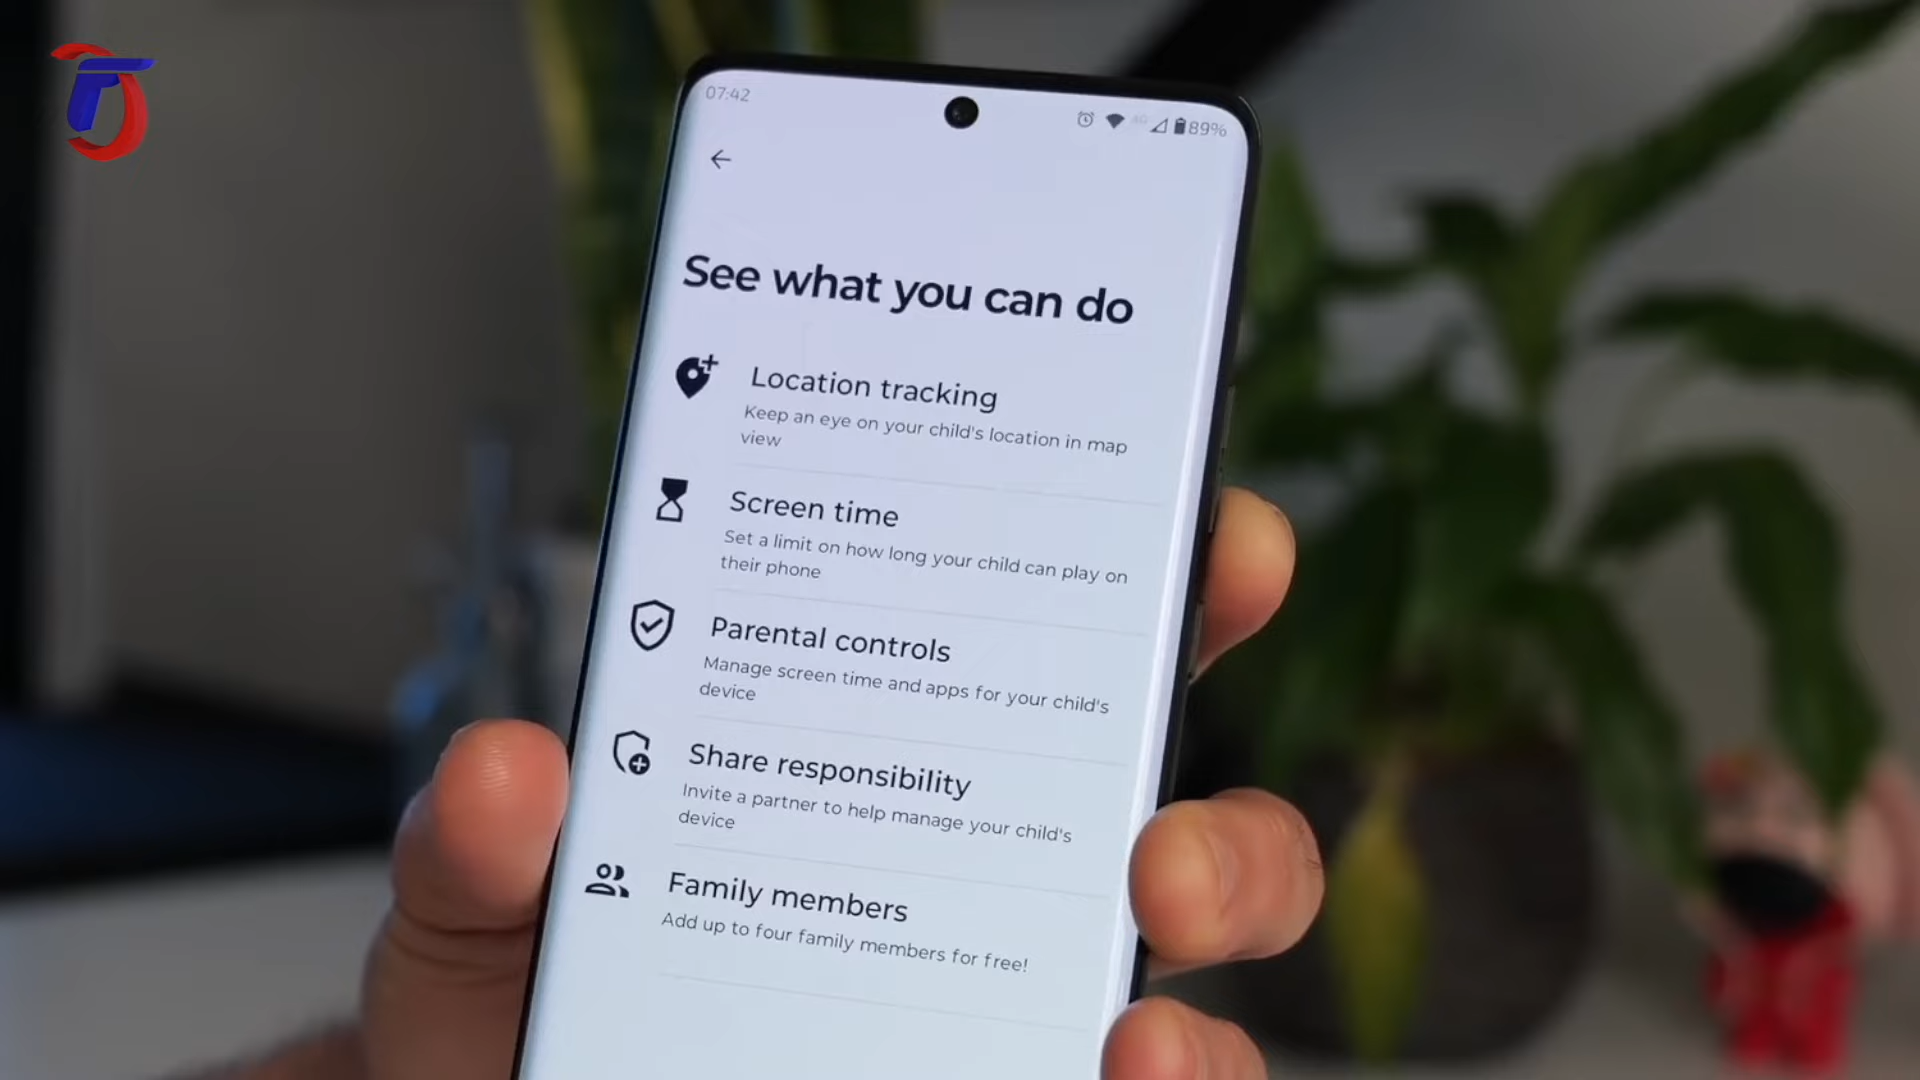 07:42
4G 89%
See what you can do
Location tracking
Keep an eye on your child's location in map
view
Screen time
Set a limit on how long your child can play on
their phone
Parental controls
Manage screen time and apps for your child's
device
Share responsibility
Invite a partner to help manage your child's
device
Family members
Add up to four family members for free!